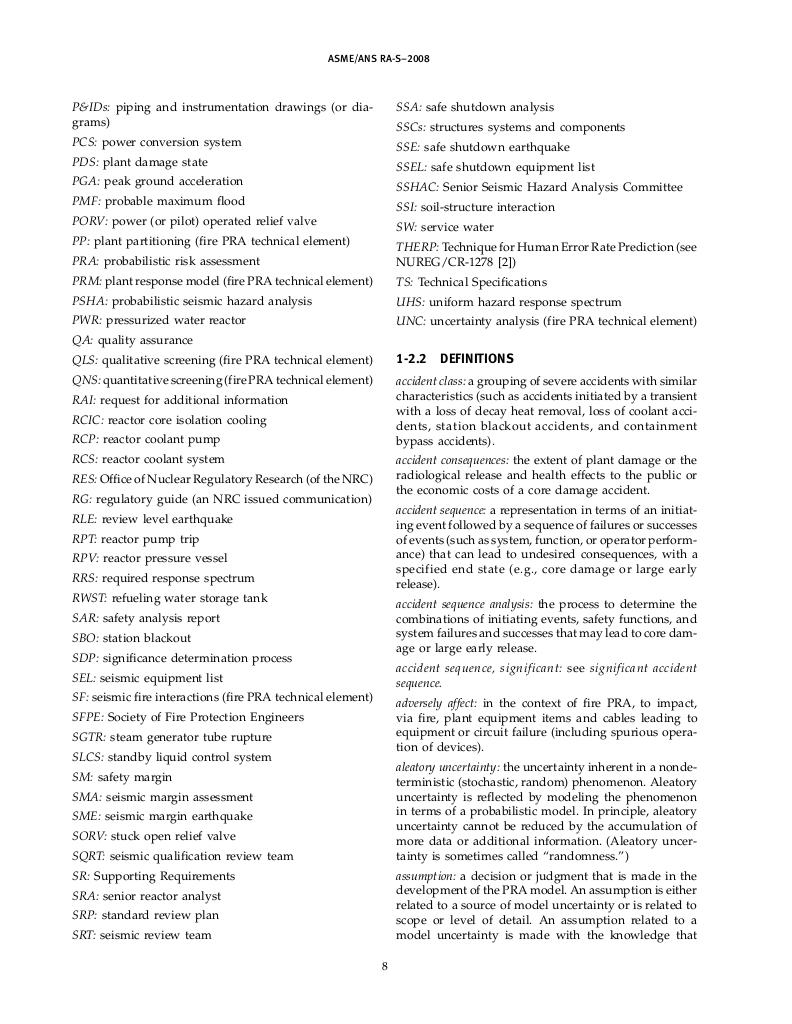 ASME/ANS RA-S–2008
P&IDs: piping and instrumentation drawings (or dia-
grams)
PCS: power conversion system
PDS: plant damage state
PGA: peak ground acceleration
PMF: probable maximum flood
PORV: power (or pilot) operated relief valve
PP: plant partitioning (fire PRA technical element)
PRA: probabilistic risk assessment
PRM: plant response model (fire PRA technical element)
PSHA: probabilistic seismic hazard analysis
PWR: pressurized water reactor
QA: quality assurance
QLS: qualitative screening (fire PRA technical element)
QNS: quantitative screening (fire PRA technical element)
RAI: request for additional information
RCIC: reactor core isolation cooling
RCP: reactor coolant pump
RCS: reactor coolant system
RES: Office of Nuclear Regulatory Research (of the NRC)
RG: regulatory guide (an NRC issued communication)
RLE: review level earthquake
RPT: reactor pump trip
RPV: reactor pressure vessel
RRS: required response spectrum
RWST: refueling water storage tank
SAR: safety analysis report
SBO: station blackout
SDP: significance determination process
SEL: seismic equipment list
SF: seismic fire interactions (fire PRA technical element)
SFPE: Society of Fire Protection Engineers
SGTR: steam generator tube rupture
SLCS: standby liquid control system
SM: safety margin
SMA: seismic margin assessment
SME: seismic margin earthquake
SORV: stuck open relief valve
SQRT: seismic qualification review team
SR: Supporting Requirements
SRA: senior reactor analyst
SRP: standard review plan
SRT: seismic review team
SSA: safe shutdown analysis
SSCs: structures systems and components
SSE: safe shutdown earthquake
SSEL: safe shutdown equipment list
SSHAC: Senior Seismic Hazard Analysis Committee
SSI: soil-structure interaction
SW: service water
THERP: Technique for Human Error Rate Prediction (see
NUREG/CR-1278 [2])
TS: Technical Specifications
UHS: uniform hazard response spectrum
UNC: uncertainty analysis (fire PRA technical element)
1-2.2 DEFINITIONS
accident class: a grouping of severe accidents with similar
characteristics (such as accidents initiated by a transient
with a loss of decay heat removal, loss of coolant acci-
dents, station blackout accidents, and containment
bypass accidents).
accident consequences: the extent of plant damage or the
radiological release and health effects to the public or
the economic costs of a core damage accident.
accident sequence: a representation in terms of an initiat-
ing event followed by a sequence of failures or successes
of events (such as system, function, or operator perform-
ance) that can lead to undesired consequences, with a
specified end state (e.g., core damage or large early
release).
accident sequence analysis: the process to determine the
combinations of initiating events, safety functions, and
system failures and successes that may lead to core dam-
age or large early release.
accident sequence, significant: see significant accident
sequence.
adversely affect: in the context of fire PRA, to impact,
via fire, plant equipment items and cables leading to
equipment or circuit failure (including spurious opera-
tion of devices).
aleatory uncertainty: the uncertainty inherent in a nonde-
terministic (stochastic, random) phenomenon. Aleatory
uncertainty is reflected by modeling the phenomenon
in terms of a probabilistic model. In principle, aleatory
uncertainty cannot be reduced by the accumulation of
more data or additional information. (Aleatory uncer-
tainty is sometimes called “randomness.”)
assumption: a decision or judgment that is made in the
development of the PRA model. An assumption is either
related to a source of model uncertainty or is related to
scope or level of detail. An assumption related to a
model uncertainty is made with the knowledge that
8